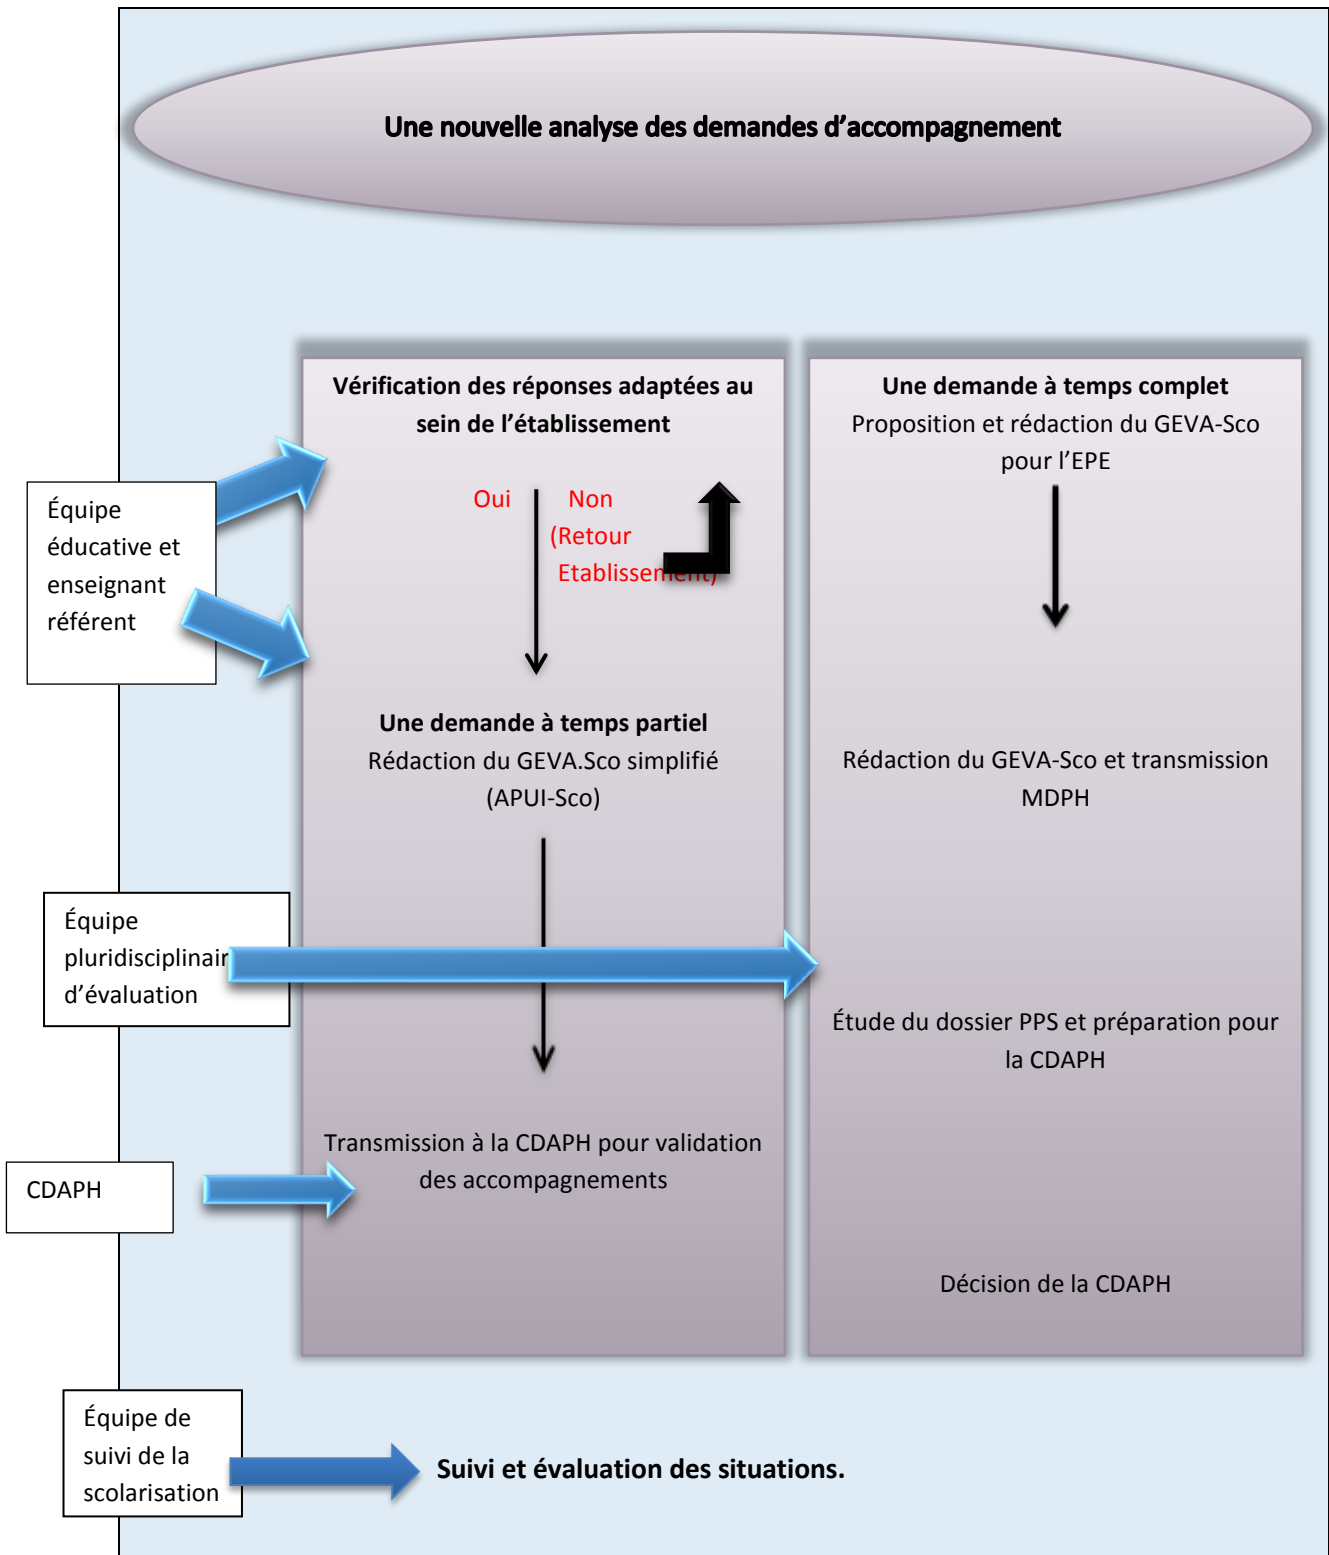 Une nouvelle analyse des demandes d’accompagnement
Vérification des réponses adaptées au
sein de l’établissement
Oui
Non
(Retour
Etablissement)
Une demande à temps partiel
Rédaction du GEVA.Sco simplifié
(APUI-Sco)
Transmission à la CDAPH pour validation
des accompagnements
Une demande à temps complet
Proposition et rédaction du GEVA-Sco
pour l’EPE
Rédaction du GEVA-Sco et transmission
MDPH
Étude du dossier PPS et préparation pour
la CDAPH
Décision de la CDAPH
Équipe
éducative et
enseignant
référent
Équipe
pluridisciplinair
d’évaluation
CDAPH
Équipe de
suivi de la
scolarisation
Suivi et évaluation des situations.